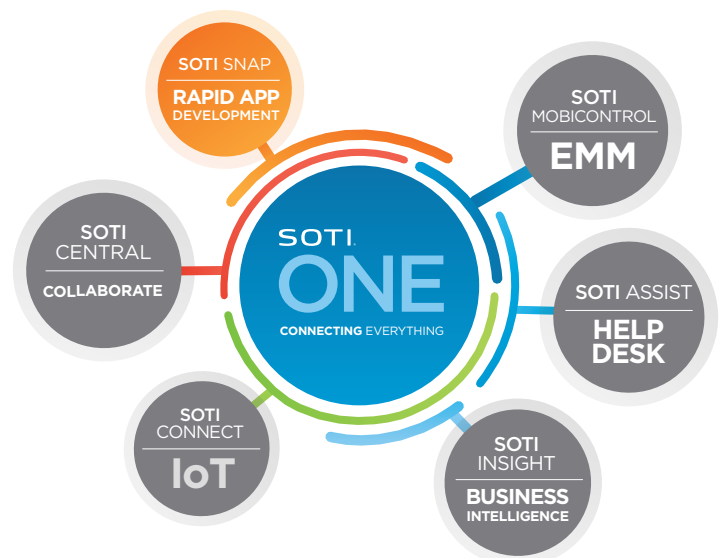 SOTI SNAP
RAPID APP
DEVELOPMENT
SOTI
MOBICONTROL
EMM
SOTI
CENTRAL
COLLABORATE
SOTI
ONE
CONNECTING EVERYTHING
SOTI ASSIST
HELP
DESK
SOTI
CONNECT
IoT
SOTI
INSIGHT
BUSINESS
INTELLIGENCE